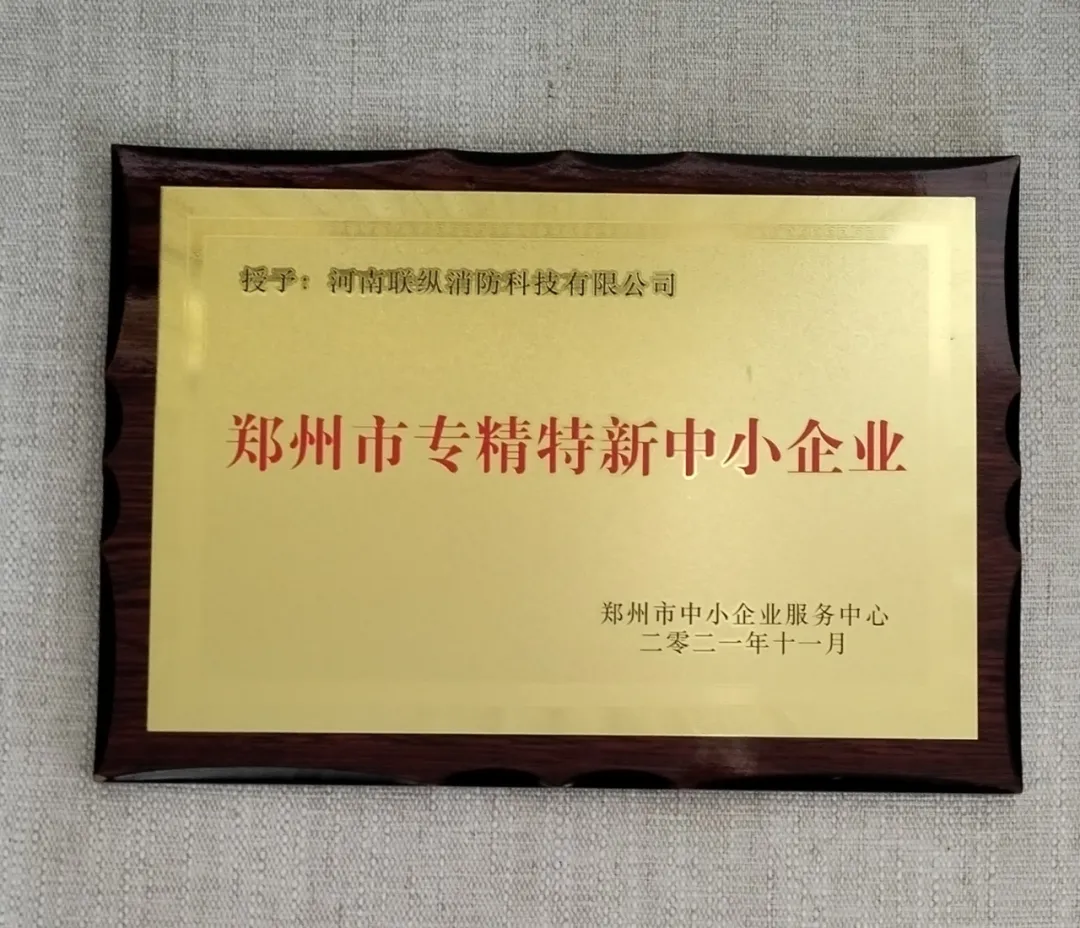 授予：河南联纵消防科技有限公司
郑州市专精特新中小企业
郑州市中小企业服务中心
二零二一年十一月